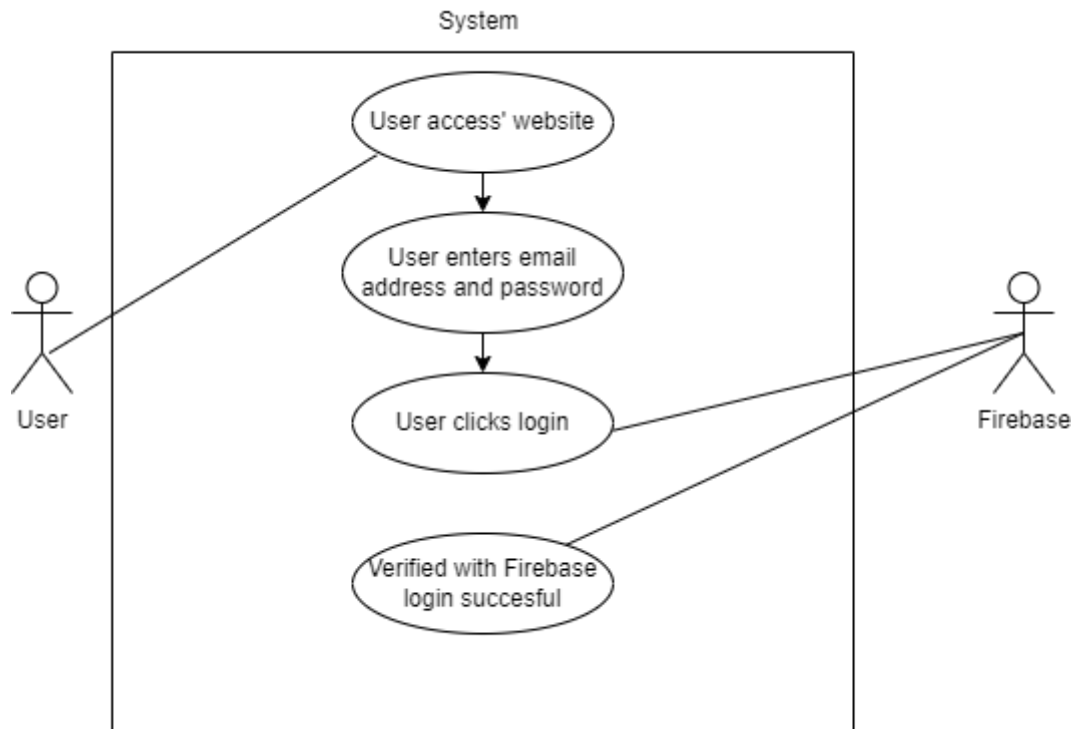 System
User access' website
User enters email
address and password
User clicks login
User
Firebase
Verified with Firebase
login succesful